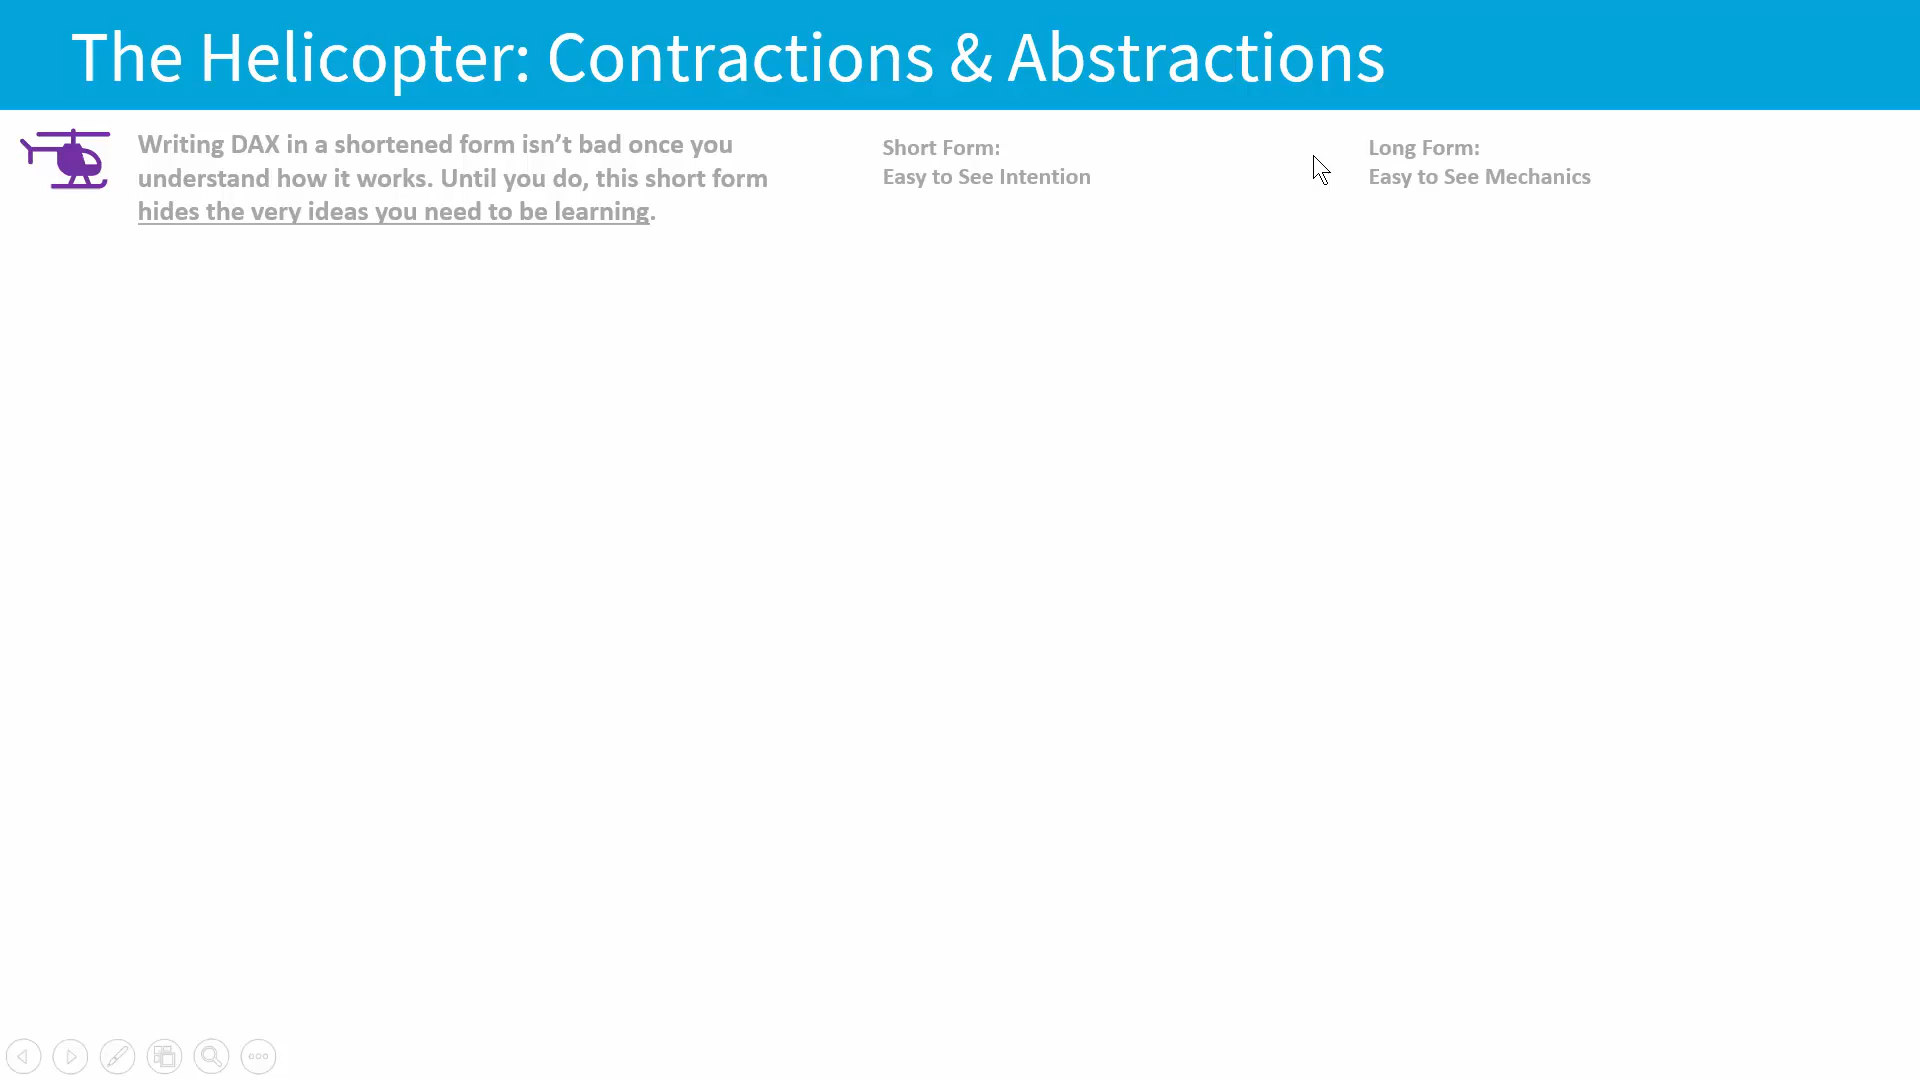 The Helicopter: Contractions & Abstractions
Writing DAX in a shortened form isn’t bad once you
understand how it works. Until you do, this short form
hides the very ideas you need to be learning.
Short Form:
Easy to See Intention
Long Form:
Easy to See Mechanics